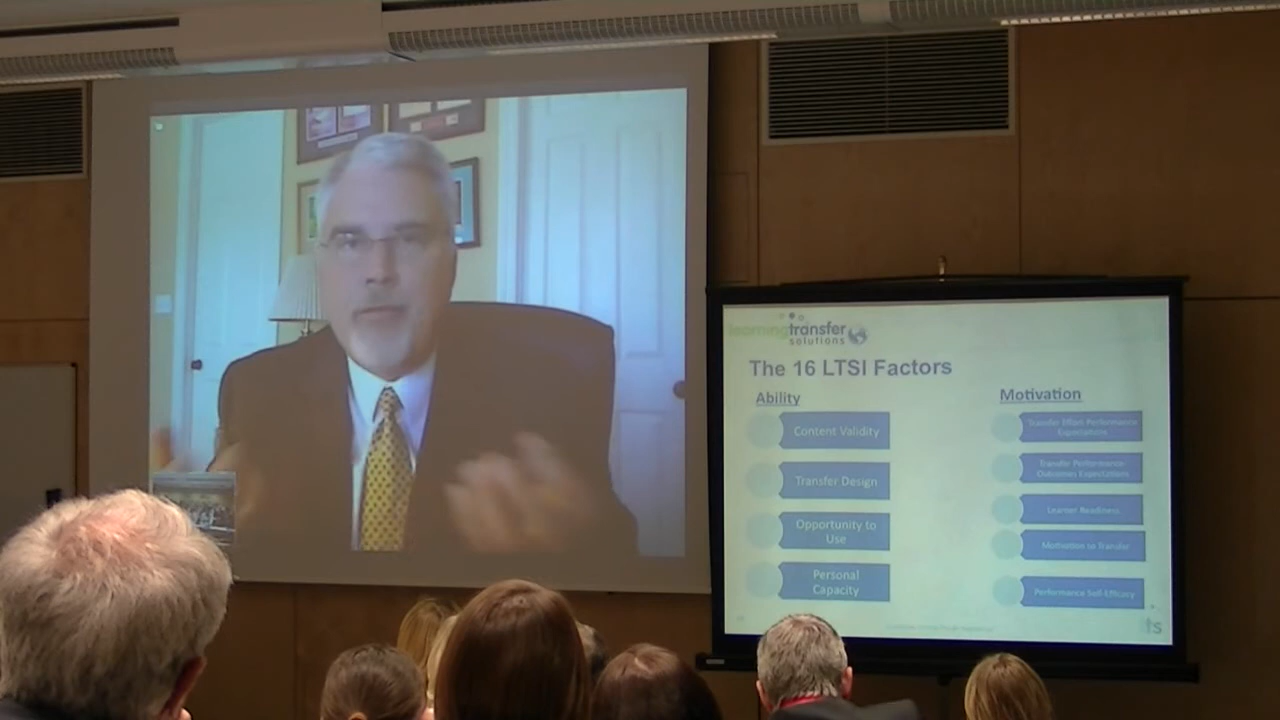 learningtransfer
solutions
The 16 LTSI Factors
Ability
Content Validity
Transfer Design
Opportunity to
Use
Personal
Capacity
Motivation
Transfer Effort Performance
Expectations
Transfer Performance
Outcomes Expectations
Learner Readiness
Motivation to Transfer
Performance Self-Efficacy
ts